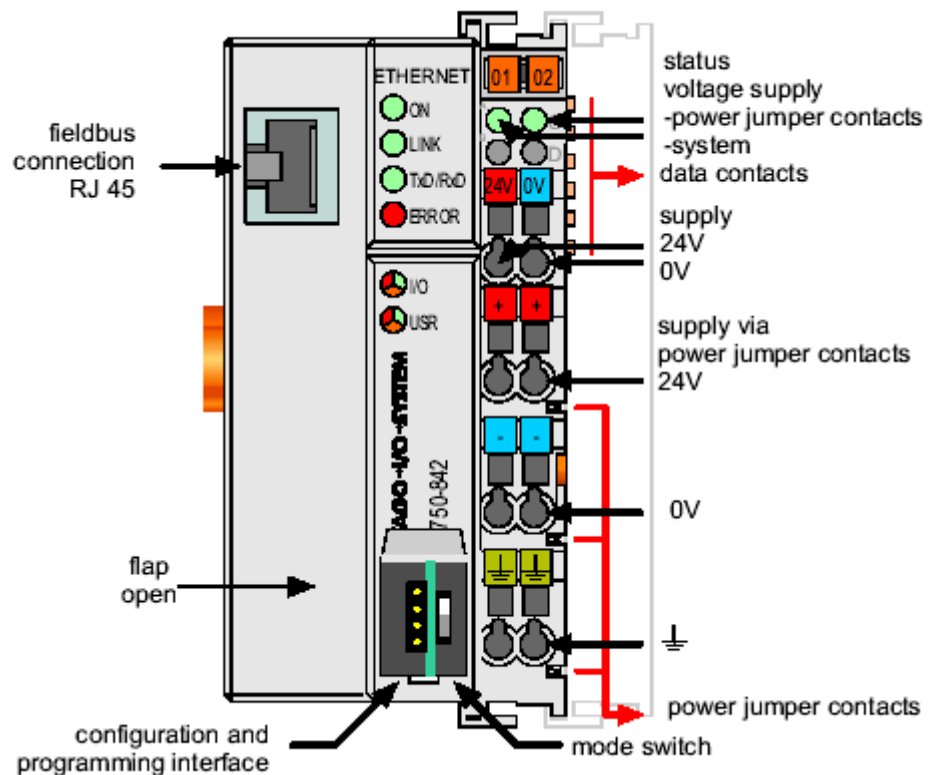 ETHERNET
ON
LINK
TxD/RxD
ERROR
I/O
USR
750-842
01 02
24V 0V
+ +
- -
fieldbus
connection
RJ 45
flap
open
configuration and
programming interface
mode switch
status
voltage supply
-power jumper contacts
-system
data contacts
supply
24V
0V
supply via
power jumper contacts
24V
0V
power jumper contacts